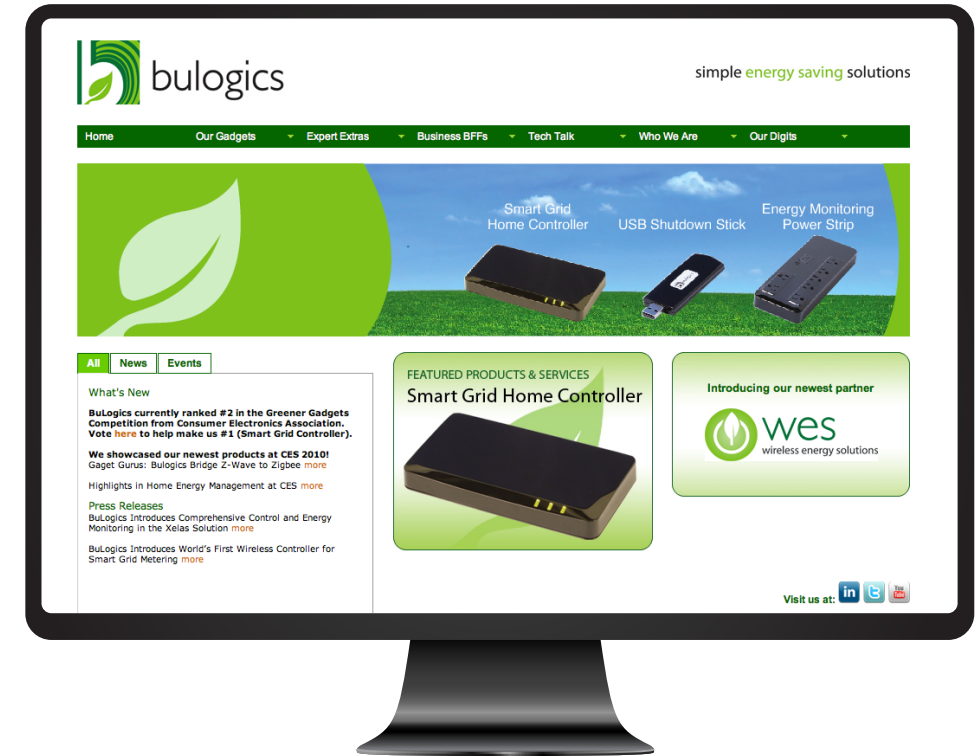 bulogics
simple energy saving solutions
Home Our Gadgets Expert Extras Business BFFs Tech Talk Who We Are Our Digits
Smart Grid
Home Controller
USB Shutdown Stick
Energy Monitoring
Power Strip
All News Events
What's New
BuLogics currently ranked #2 in the Greener Gadgets
Competition from Consumer Electronics Association.
Vote here to help make us #1 (Smart Grid Controller).
We showcased our newest products at CES 2010!
Gaget Gurus: Bulogics Bridge Z-Wave to Zigbee more
Highlights in Home Energy Management at CES more
Press Releases
BuLogics Introduces Comprehensive Control and Energy
Monitoring in the Xelas Solution more
BuLogics Introduces World's First Wireless Controller for
Smart Grid Metering more
FEATURED PRODUCTS & SERVICES
Smart Grid Home Controller
Introducing our newest partner
wes
wireless energy solutions
Visit us at: in t You Tube